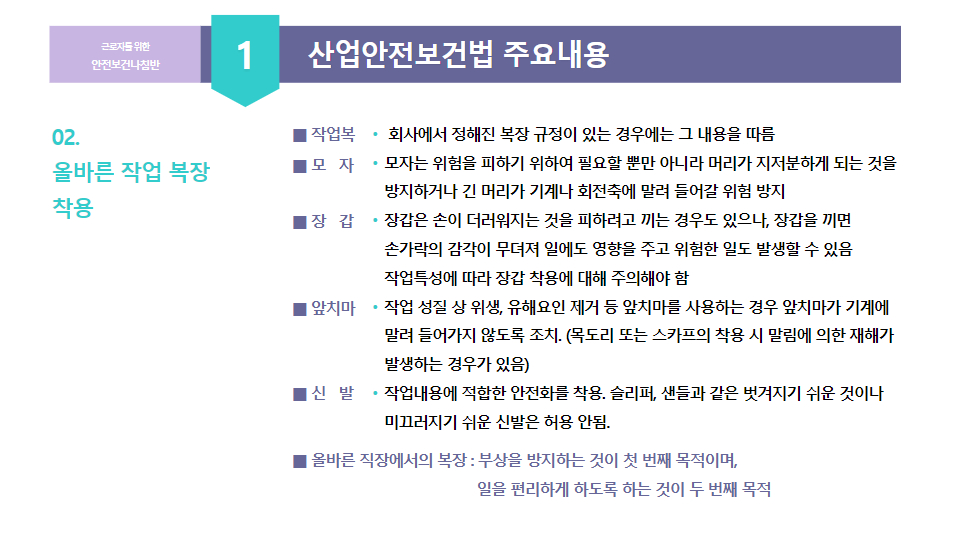 근로자를 위한
안전보건나침반
1
산업안전보건법 주요내용
02.
올바른 작업 복장
착용
■ 작업복 • 회사에서 정해진 복장 규정이 있는 경우에는 그 내용을 따름
■ 모 자 • 모자는 위험을 피하기 위하여 필요할 뿐만 아니라 머리가 지저분하게 되는 것을
방지하거나 긴 머리가 기계나 회전축에 말려 들어갈 위험 방지
■ 장 갑 • 장갑은 손이 더러워지는 것을 피하려고 끼는 경우도 있으나, 장갑을 끼면
손가락의 감각이 무뎌져 일에도 영향을 주고 위험한 일도 발생할 수 있음
작업특성에 따라 장갑 착용에 대해 주의해야 함
■ 앞치마 • 작업 성질 상 위생, 유해요인 제거 등 앞치마를 사용하는 경우 앞치마가 기계에
말려 들어가지 않도록 조치. (목도리 또는 스카프의 착용 시 말림에 의한 재해가
발생하는 경우가 있음)
■ 신 발 • 작업내용에 적합한 안전화를 착용. 슬리퍼, 샌들과 같은 벗겨지기 쉬운 것이나
미끄러지기 쉬운 신발은 허용 안됨.
■ 올바른 직장에서의 복장 : 부상을 방지하는 것이 첫 번째 목적이며,
일을 편리하게 하도록 하는 것이 두 번째 목적